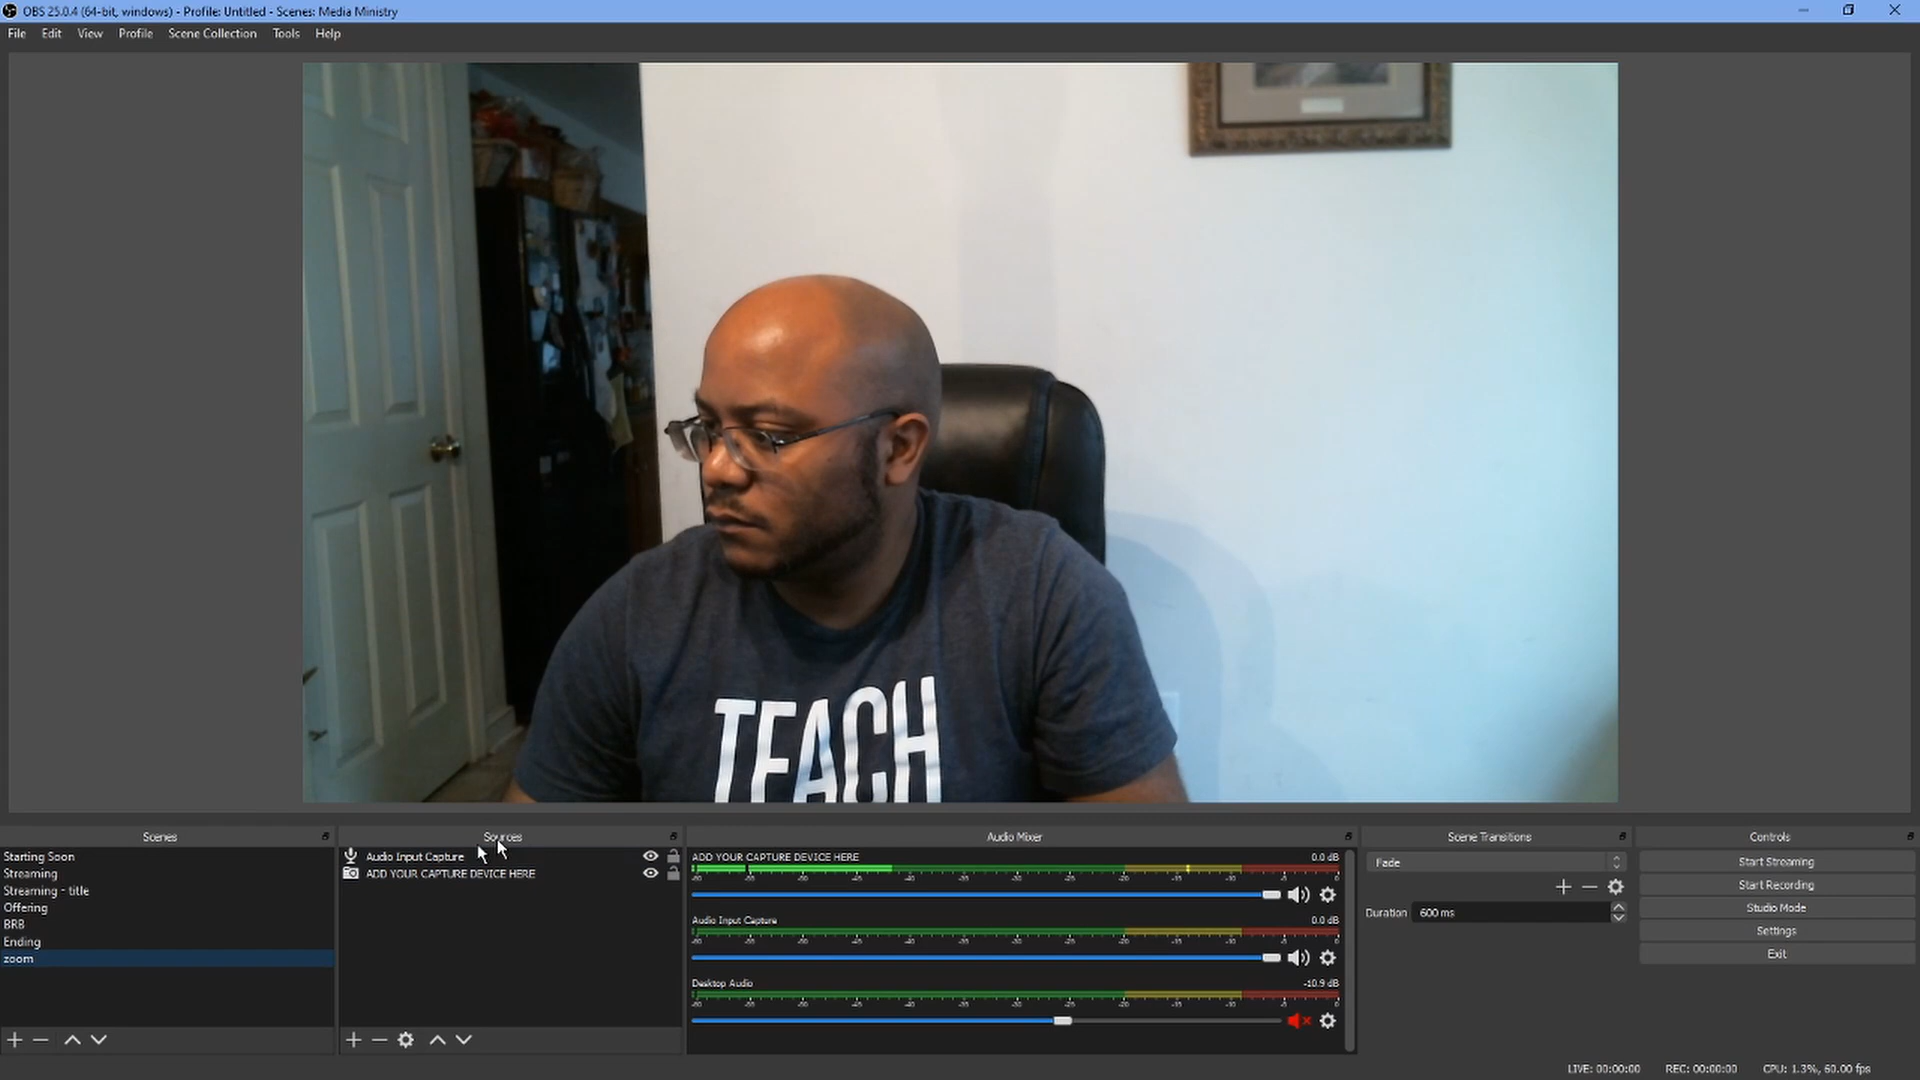 OBS 25.0.4 (64-bit, windows) - Profile: Untitled - Scenes: Media Ministry
File Edit View Profile Scene Collection Tools Help
TEACH
Scenes
Starting Soon
Streaming
Streaming - title
Offering
BRB
Ending
zoom
Sources
Audio Input Capture
ADD YOUR CAPTURE DEVICE HERE
Audio Mixer
ADD YOUR CAPTURE DEVICE HERE 0.0 dB
Audio Input Capture 0.0 dB
Desktop Audio -10.9 dB
Scene Transitions
Fade
Duration 600 ms
Controls
Start Streaming
Start Recording
Studio Mode
Settings
Exit
LIVE: 00:00:00 REC: 00:00:00 CPU: 1.3%, 60.00 fps